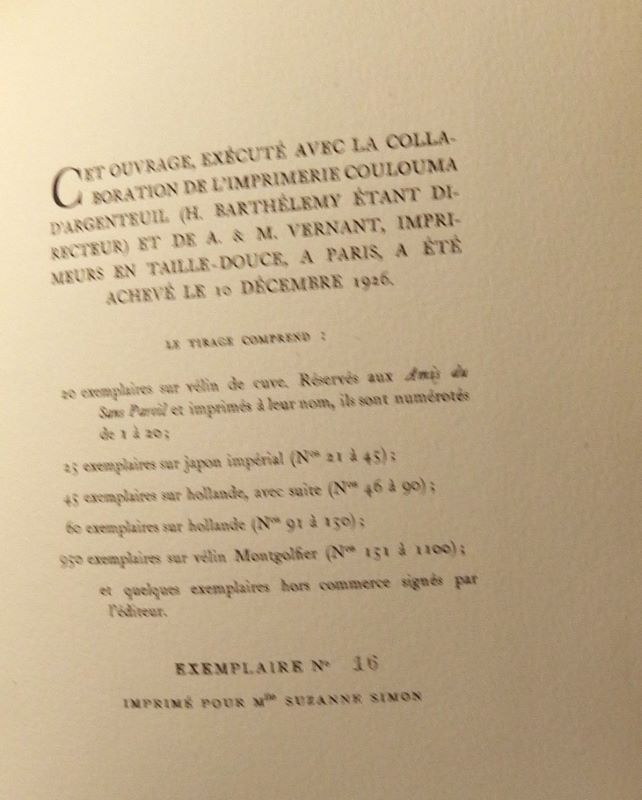 CET OUVRAGE, EXÉCUTÉ AVEC LA COLLA-
BORATION DE L'IMPRIMERIE COULOUMA
D'ARGENTEUIL (H. BARTHÉLEMY ÉTANT DI-
RECTEUR) ET DE A. & M. VERNANT, IMPRI-
MEURS EN TAILLE-DOUCE, A PARIS, A ÉTÉ
ACHEVÉ LE 10 DÉCEMBRE 1926.
LE TIRAGE COMPREND :
20 exemplaires sur vélin de cuve. Réservés aux Amis du
Sans Pareil et imprimés à leur nom, ils sont numérotés
de 1 à 20 ;
25 exemplaires sur japon impérial (Nos 21 à 45) ;
45 exemplaires sur hollande, avec suite (Nos 46 à 90) ;
60 exemplaires sur hollande (Nos 91 à 150) ;
950 exemplaires sur vélin Montgolfier (Nos 151 à 1100) ;
et quelques exemplaires hors commerce signés par
l'éditeur.
EXEMPLAIRE No 16
IMPRIMÉ POUR Mlle SUZANNE SIMON